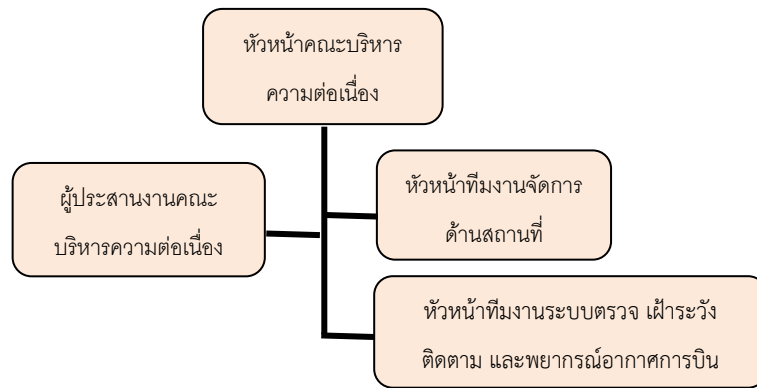 หัวหน้าคณะบริหาร
ความต่อเนื่อง
ผู้ประสานงานคณะ
บริหารความต่อเนื่อง
หัวหน้าทีมงานจัดการ
ด้านสถานที่
หัวหน้าทีมงานระบบตรวจ เฝ้าระวัง
ติดตาม และพยากรณ์อากาศการบิน